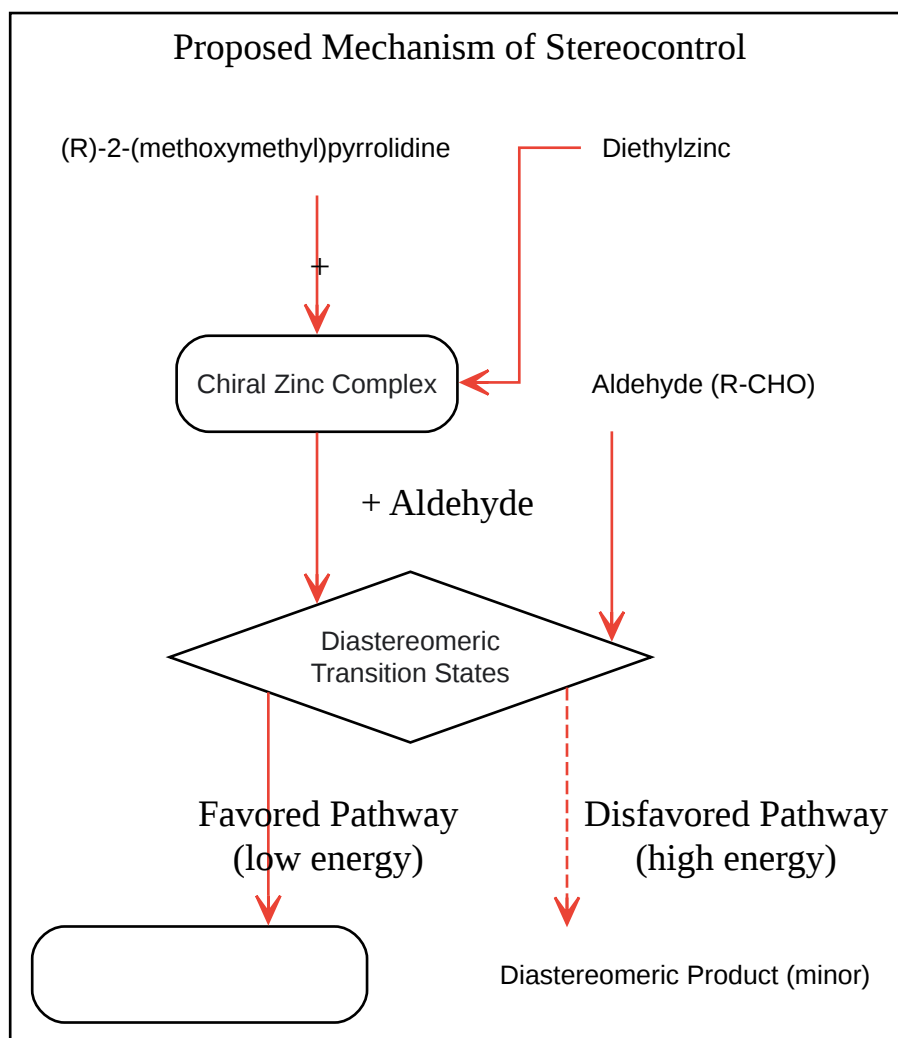 Proposed Mechanism of Stereocontrol
(R)-2-(methoxymethyl)pyrrolidine
Diethylzinc
+
Chiral Zinc Complex
Aldehyde (R-CHO)
+ Aldehyde
Diastereomeric
Transition States
Favored Pathway
(low energy)
Disfavored Pathway
(high energy)
Diastereomeric Product (minor)